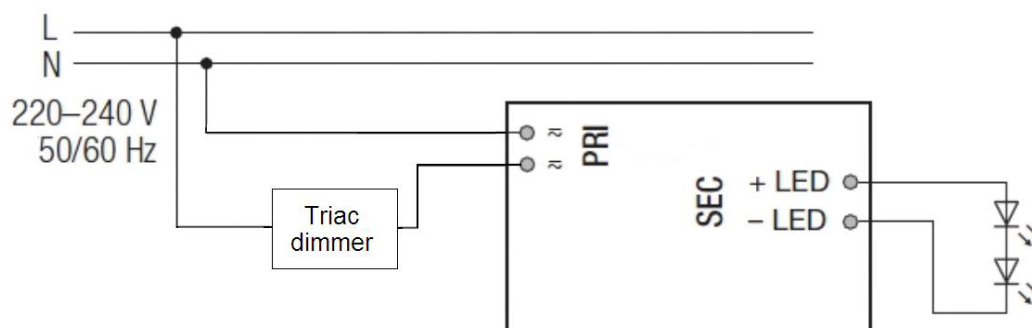 L
N
220–240 V
50/60 Hz
Triac
dimmer
≈
≈
PRI
SEC
+ LED
– LED